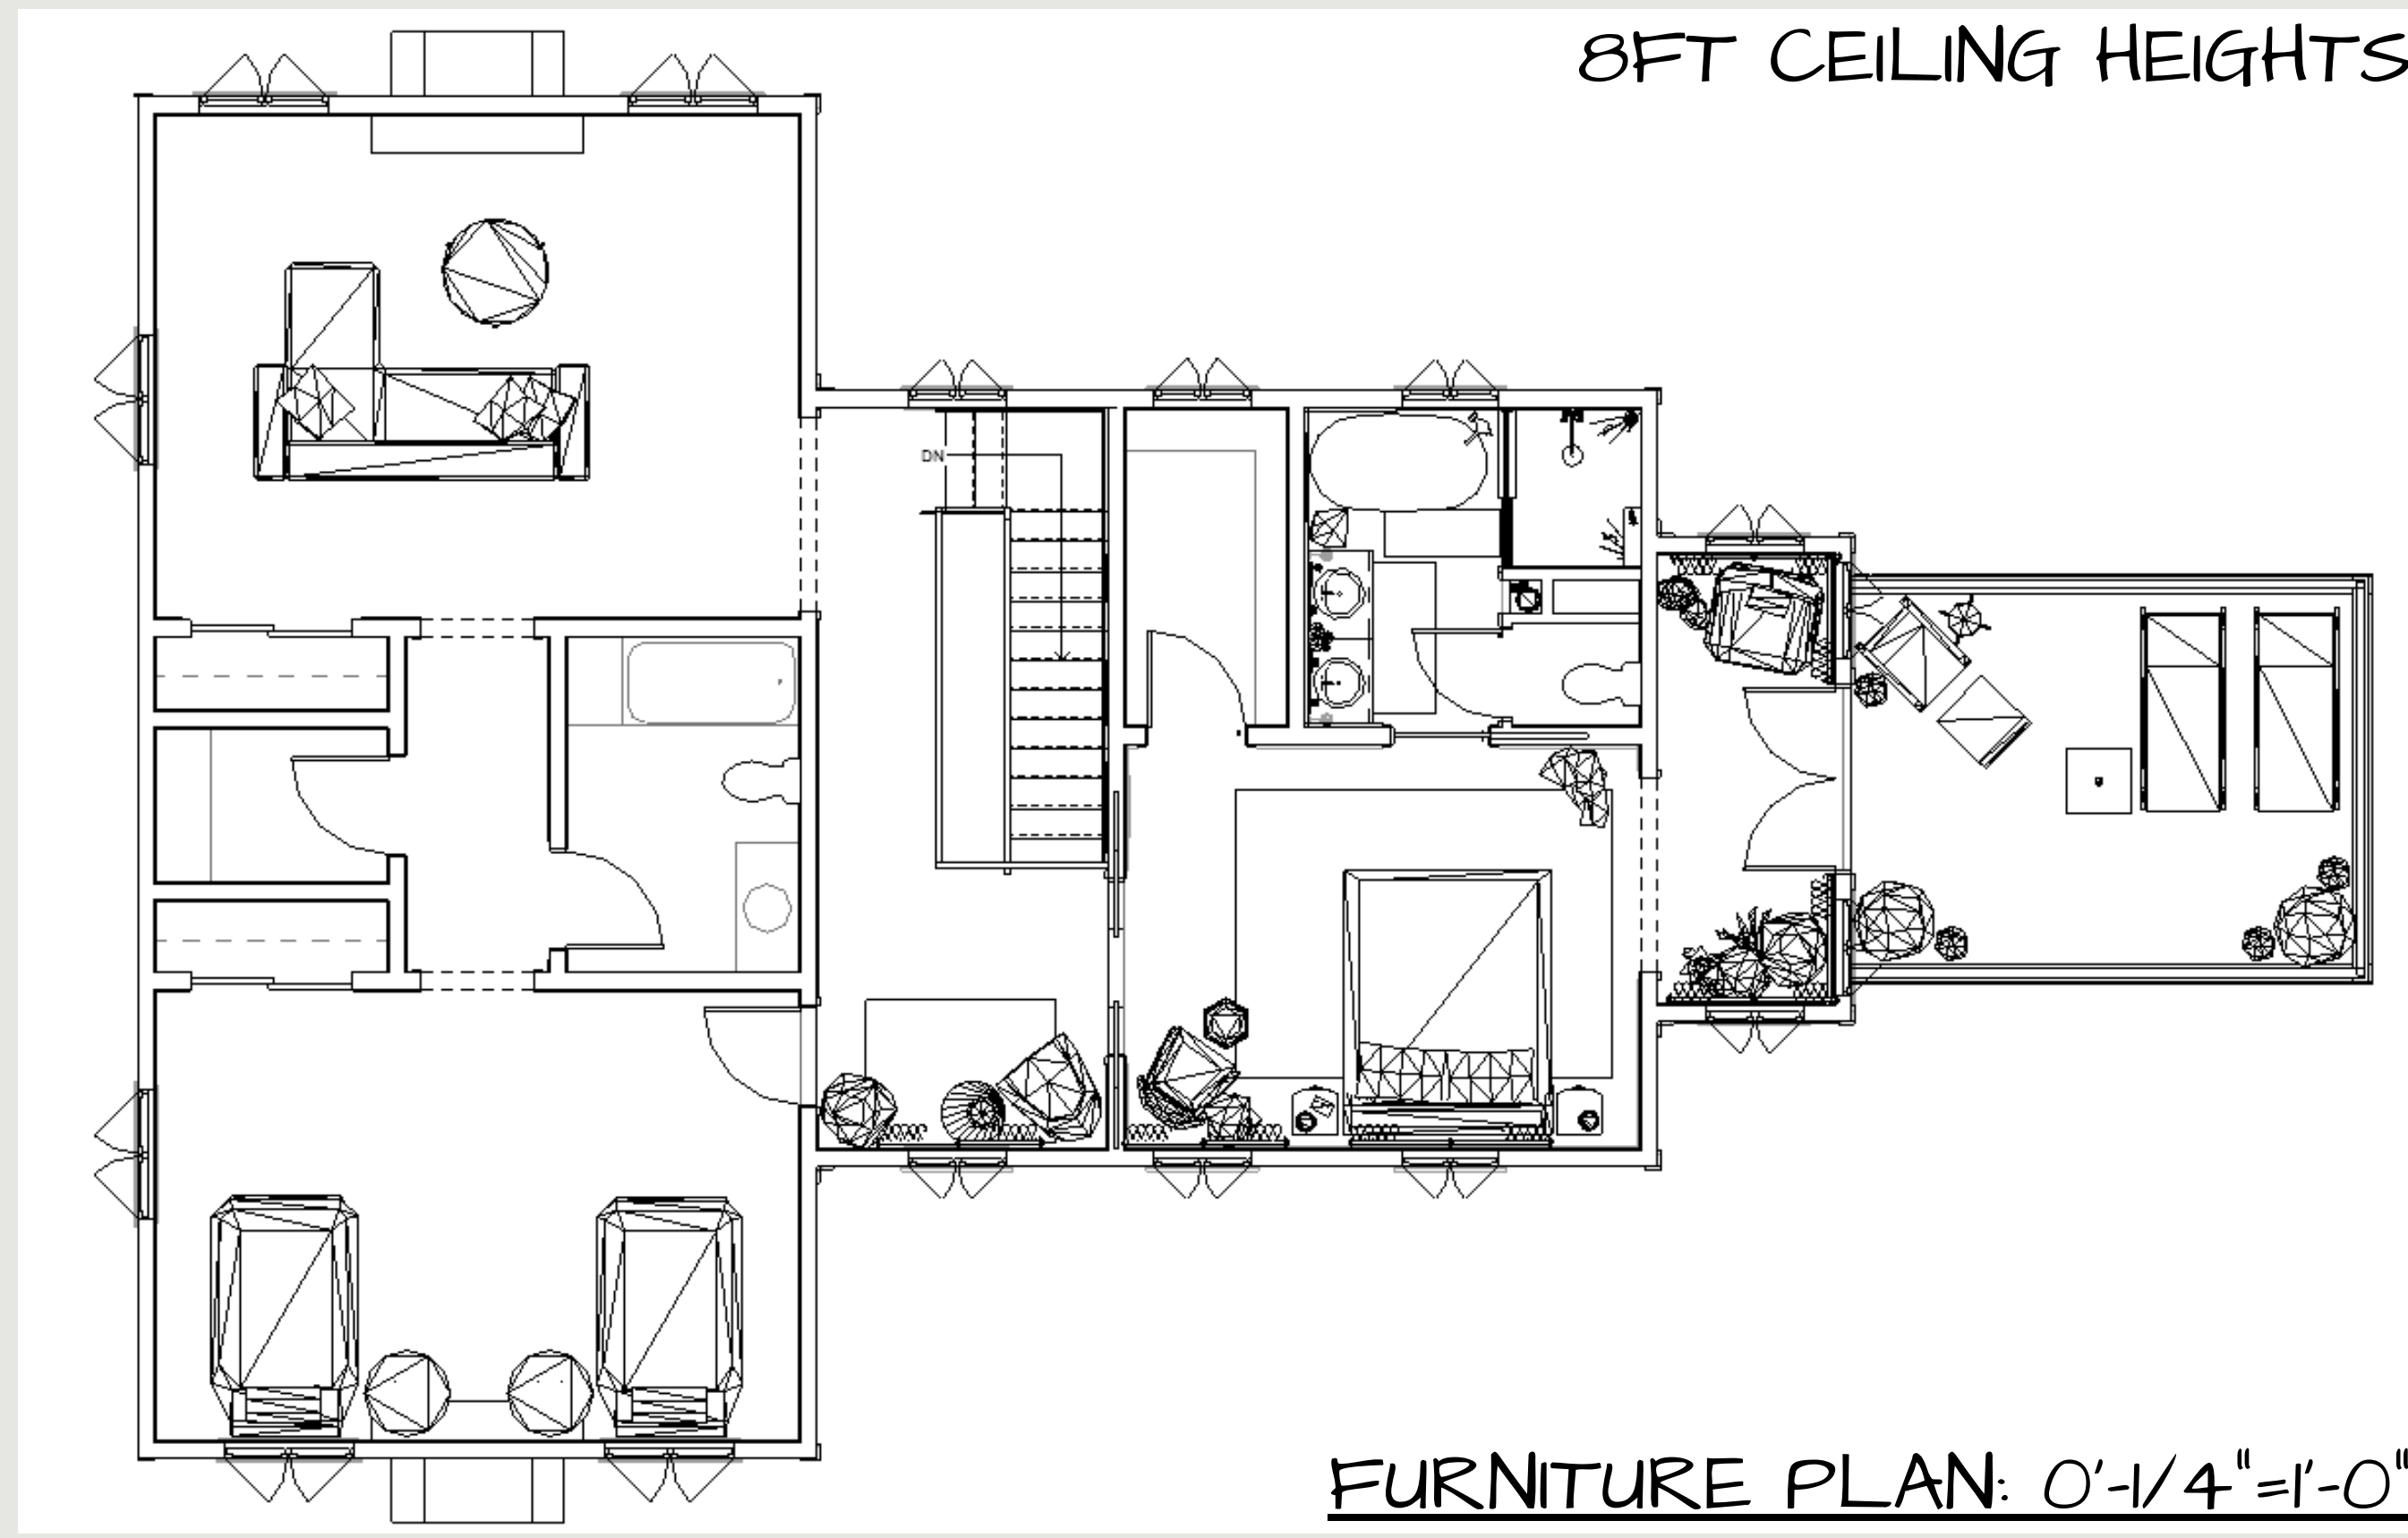 8FT CEILING HEIGHTS
DN
FURNITURE PLAN: 0'-1/4"=1'-0"